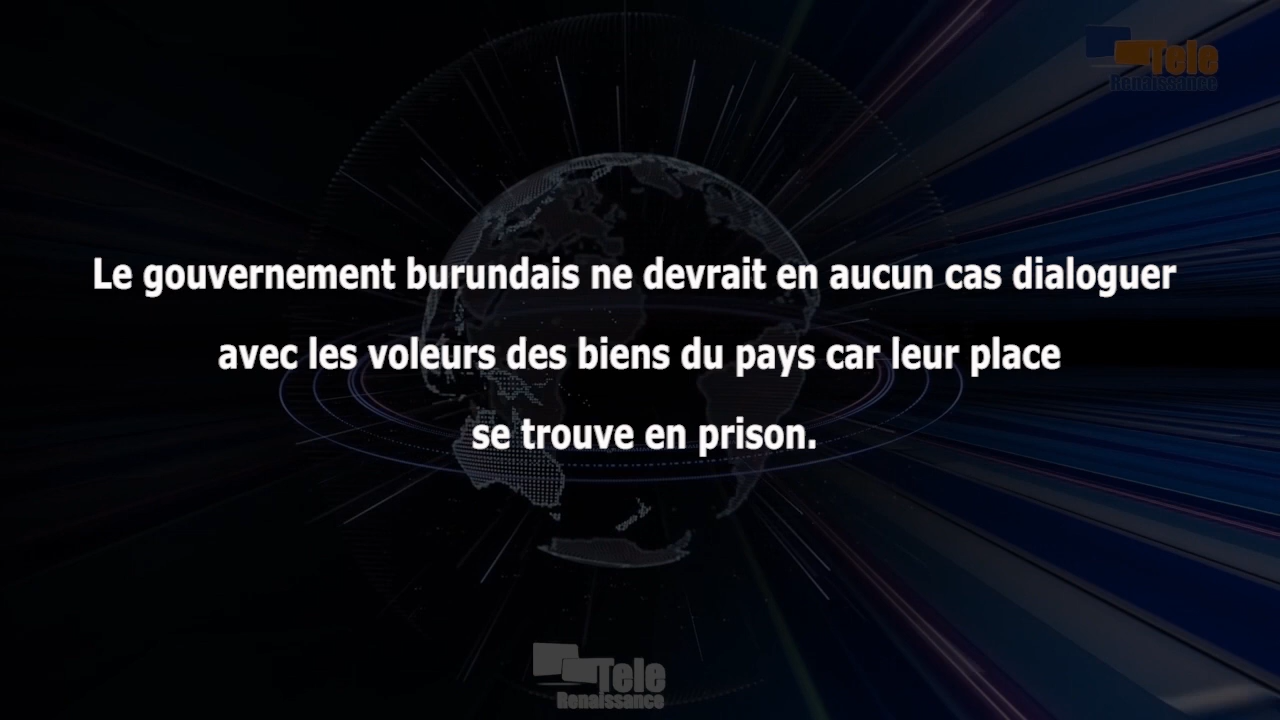 Tele
Renaissance
Le gouvernement burundais ne devrait en aucun cas dialoguer
avec les voleurs des biens du pays car leur place
se trouve en prison.
Tele
Renaissance